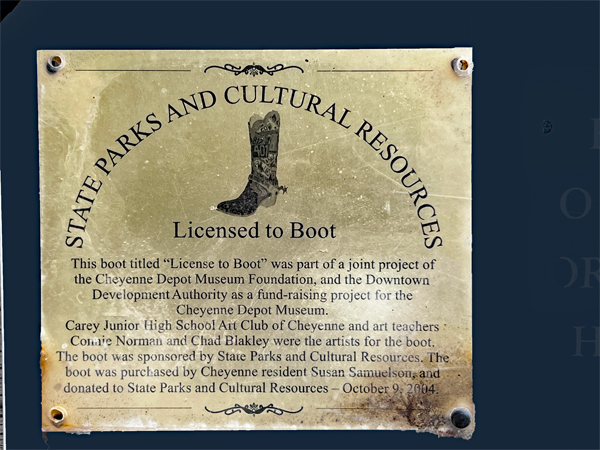 STATE PARKS AND CULTURAL RESOURCES
Licensed to Boot
This boot titled “License to Boot” was part of a joint project of
the Cheyenne Depot Museum Foundation, and the Downtown
Development Authority as a fund-raising project for the
Cheyenne Depot Museum.
Carey Junior High School Art Club of Cheyenne and art teachers
Connie Norman and Chad Blakley were the artists for the boot.
The boot was sponsored by State Parks and Cultural Resources. The
boot was purchased by Cheyenne resident Susan Samuelson, and
donated to State Parks and Cultural Resources – October 9, 2004.